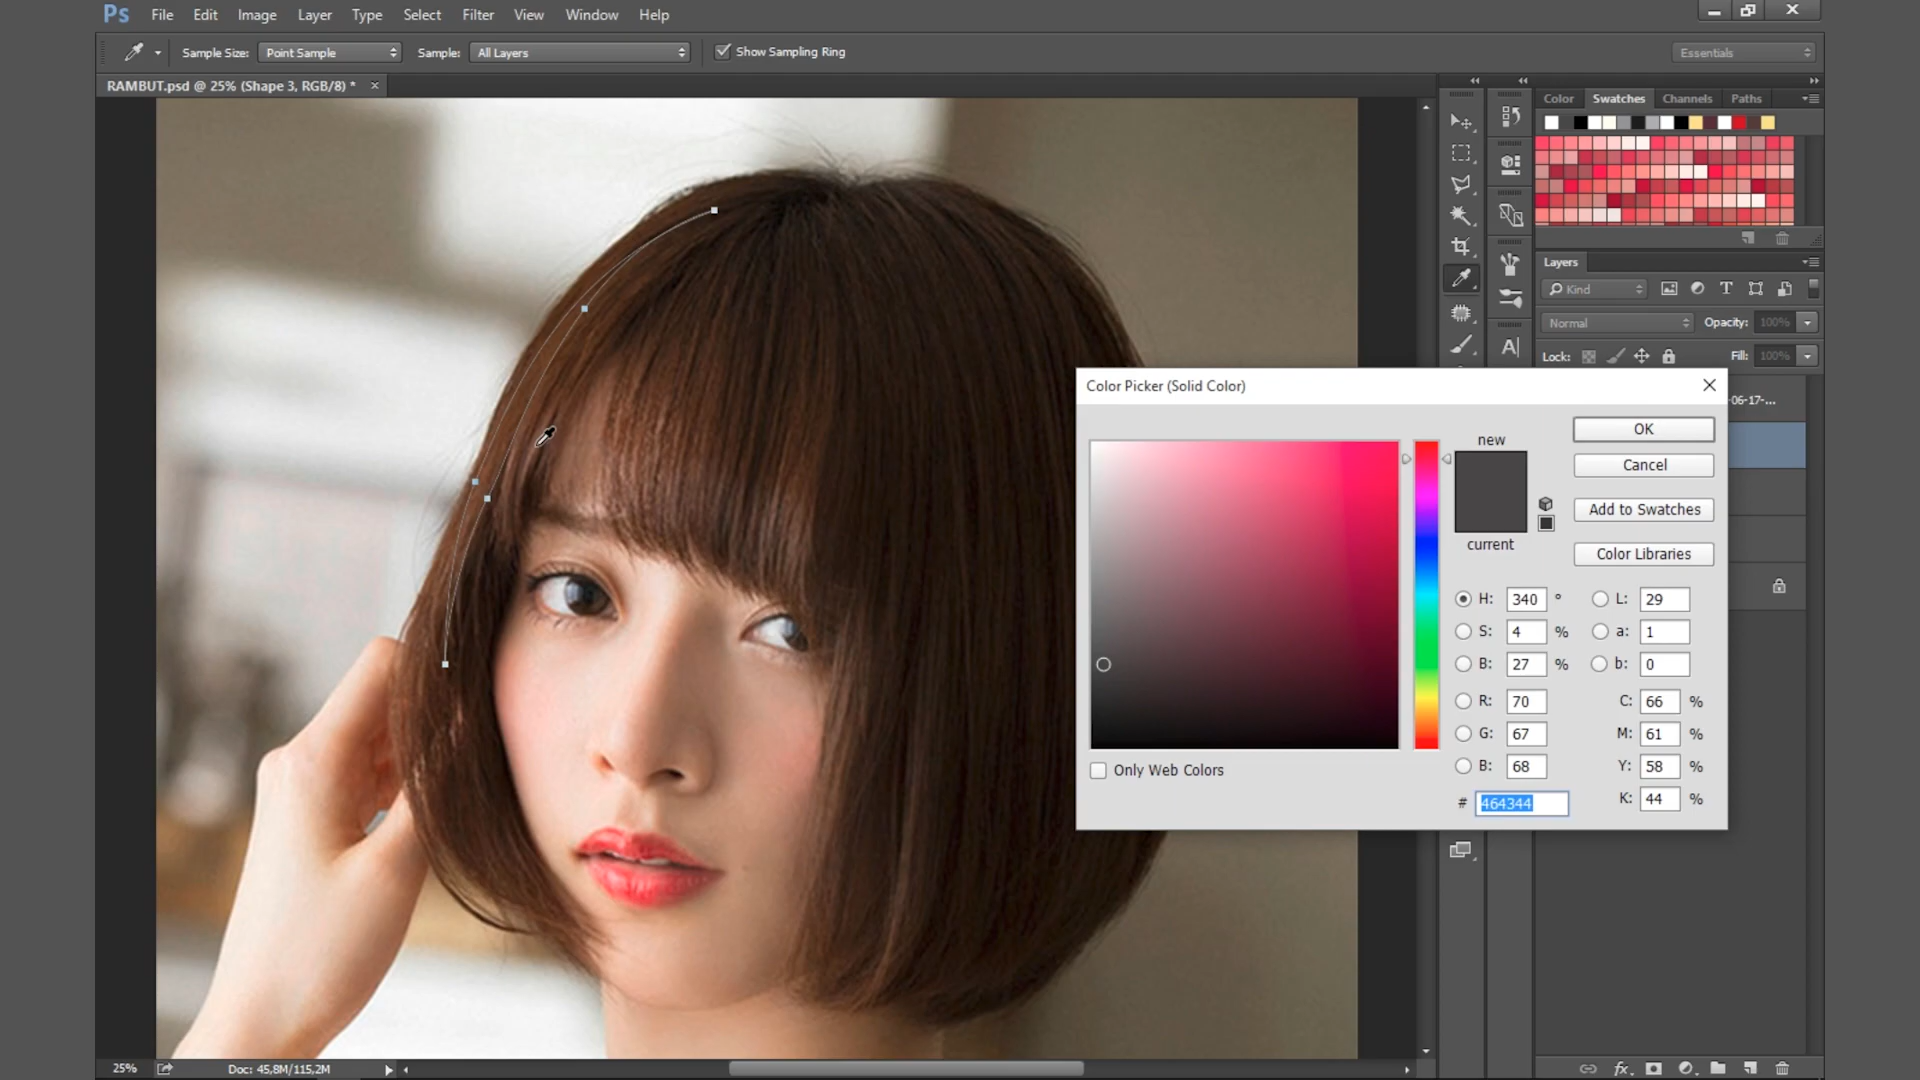 Ps File Edit Image Layer Type Select Filter View Window Help
Sample Size: Point Sample Sample: All Layers Show Sampling Ring Essentials
RAMBUT.psd @ 25% (Shape 3, RGB/8) * ×
Color Swatches Channels Paths
Layers
Kind
Normal Opacity: 100%
Lock: Fill: 100%
-06-17-...
Color Picker (Solid Color)
new
current
OK
Cancel
Add to Swatches
Color Libraries
H: 340 ° L: 29
S: 4 % a: 1
B: 27 % b: 0
R: 70 C: 66 %
G: 67 M: 61 %
B: 68 Y: 58 %
# 464344 K: 44 %
Only Web Colors
25% Doc: 45,8M/115,2M
fx